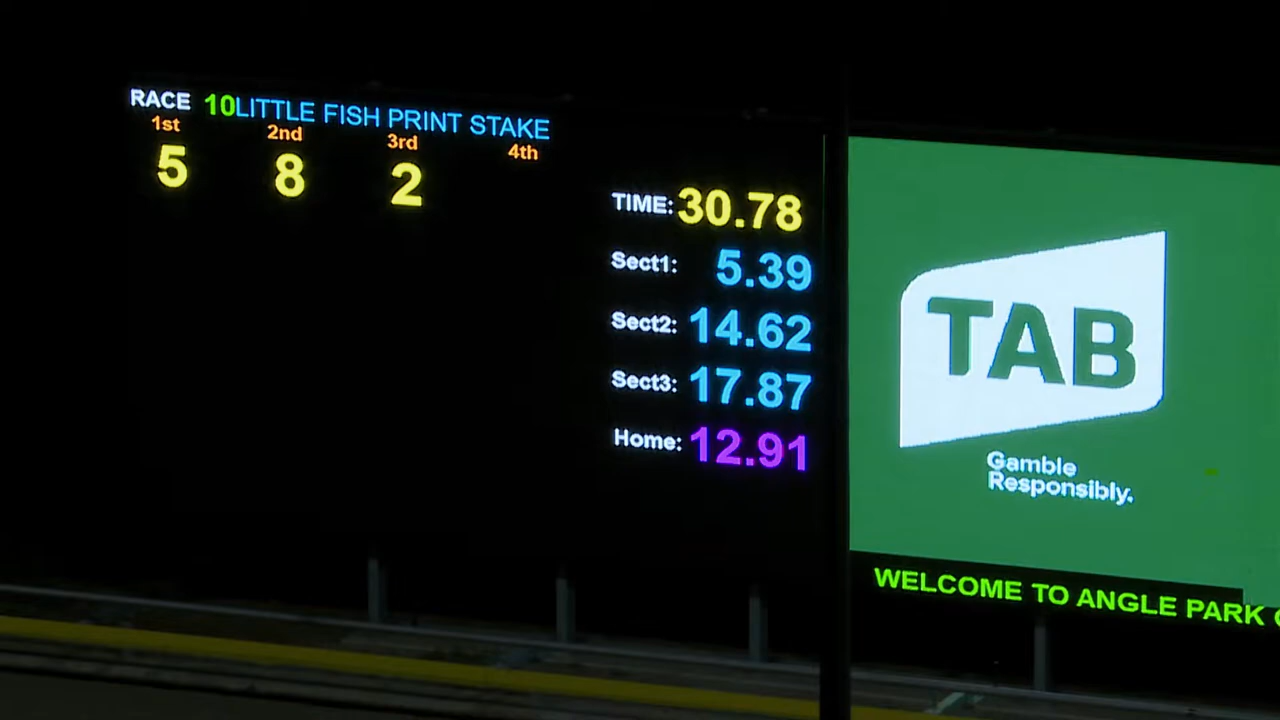 RACE 10LITTLE FISH PRINT STAKE
1st 2nd 3rd 4th
5 8 2
TIME: 30.78
Sect1: 5.39
Sect2: 14.62
Sect3: 17.87
Home: 12.91
TAB
Gamble
Responsibly.
WELCOME TO ANGLE PARK